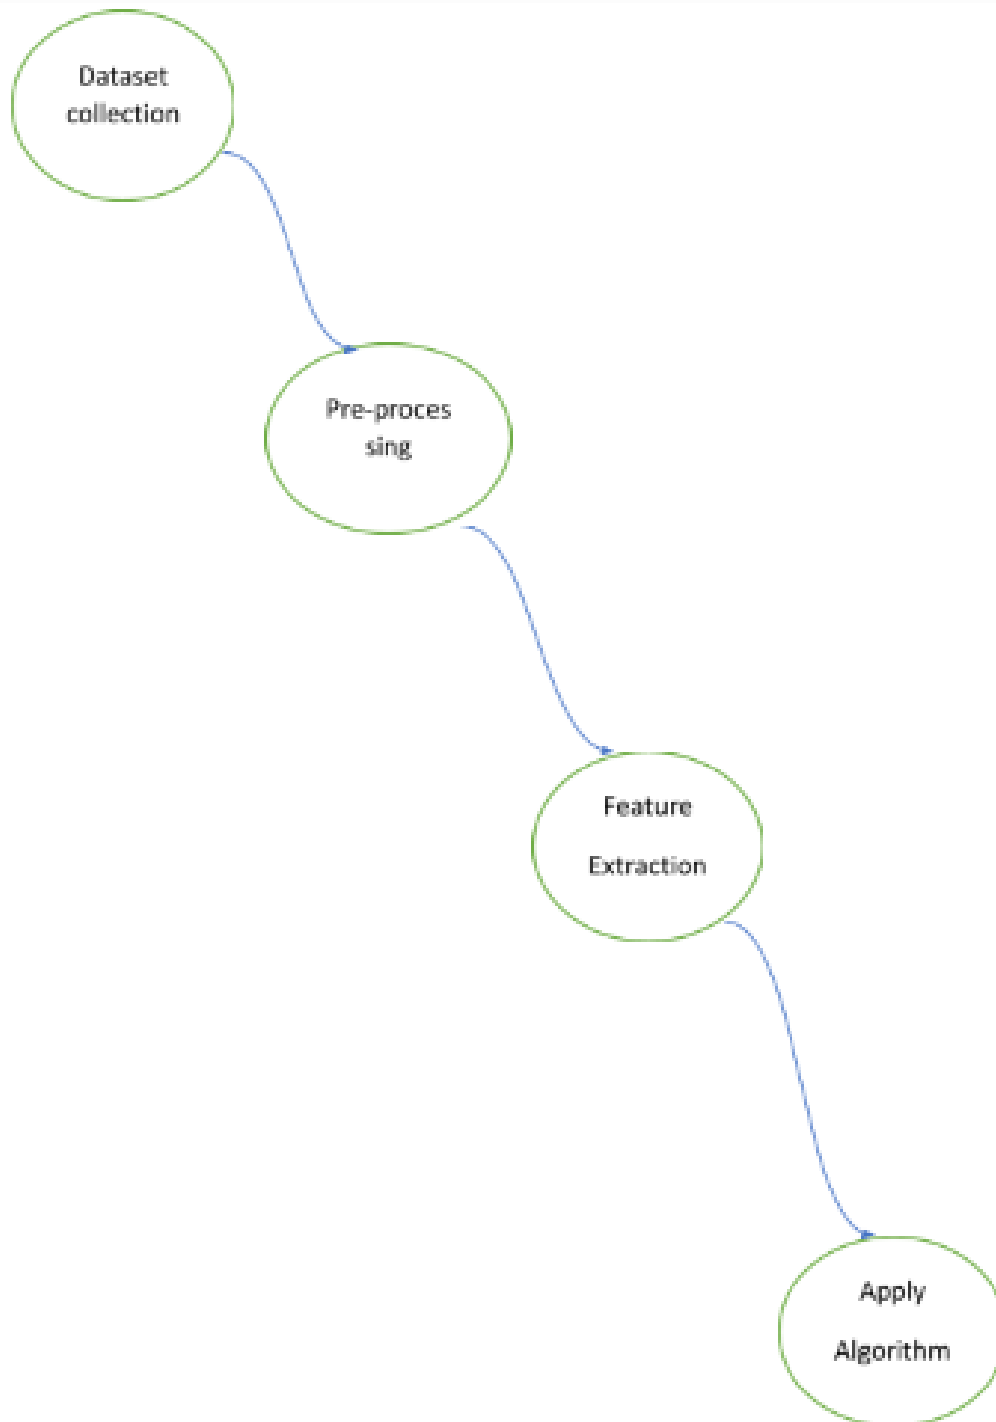 Dataset
collection
Pre-proces
sing
Feature
Extraction
Apply
Algorithm